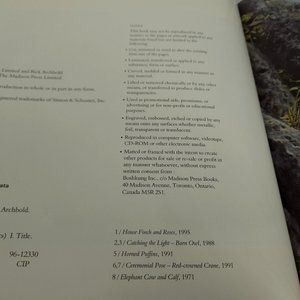 Limited and Rick Archbold
The Madison Press Limited
production in whole or in part in any form.
gistered trademarks of Simon & Schuster, Inc.
This book may not be reproduced in any
manner or the pages or artwork applied to any
materials listed but not limited to the
following:
• Cut, trimmed or sized to alter the existing
trim size.
• Laminated, transferred or applied to any
substance, form or surface.
• Carved, molded or formed in any manner or
any material.
• Lifted or removed chemically or by any other
means, or transferred to produce slides or
transparencies.
• Used as promotional aids, premiums, or
advertising or for non-profit or educational
purposes.
• Engraved, embossed, etched or copied by any
means onto any surfaces whether metallic,
foil, transparent or translucent.
• Reproduced in computer software, videotape,
CD-ROM or other electronic media.
• Matted or framed with the intent to create
other products for sale or re-sale or profit in
any manner whatsoever, without express
written consent from:
Boshkung Inc., c/o Madison Press Books,
40 Madison Avenue, Toronto, Ontario,
Canada M5R 2S1.
Archbold.
I. Title.
96-12330
CIP
1 / House Finch and Roses, 1995
2,3 / Catching the Light – Barn Owl, 1988
5 / Horned Puffins, 1991
6,7 / Ceremonial Pose – Red-crowned Crane, 1991
8 / Elephant Cow and Calf, 1971